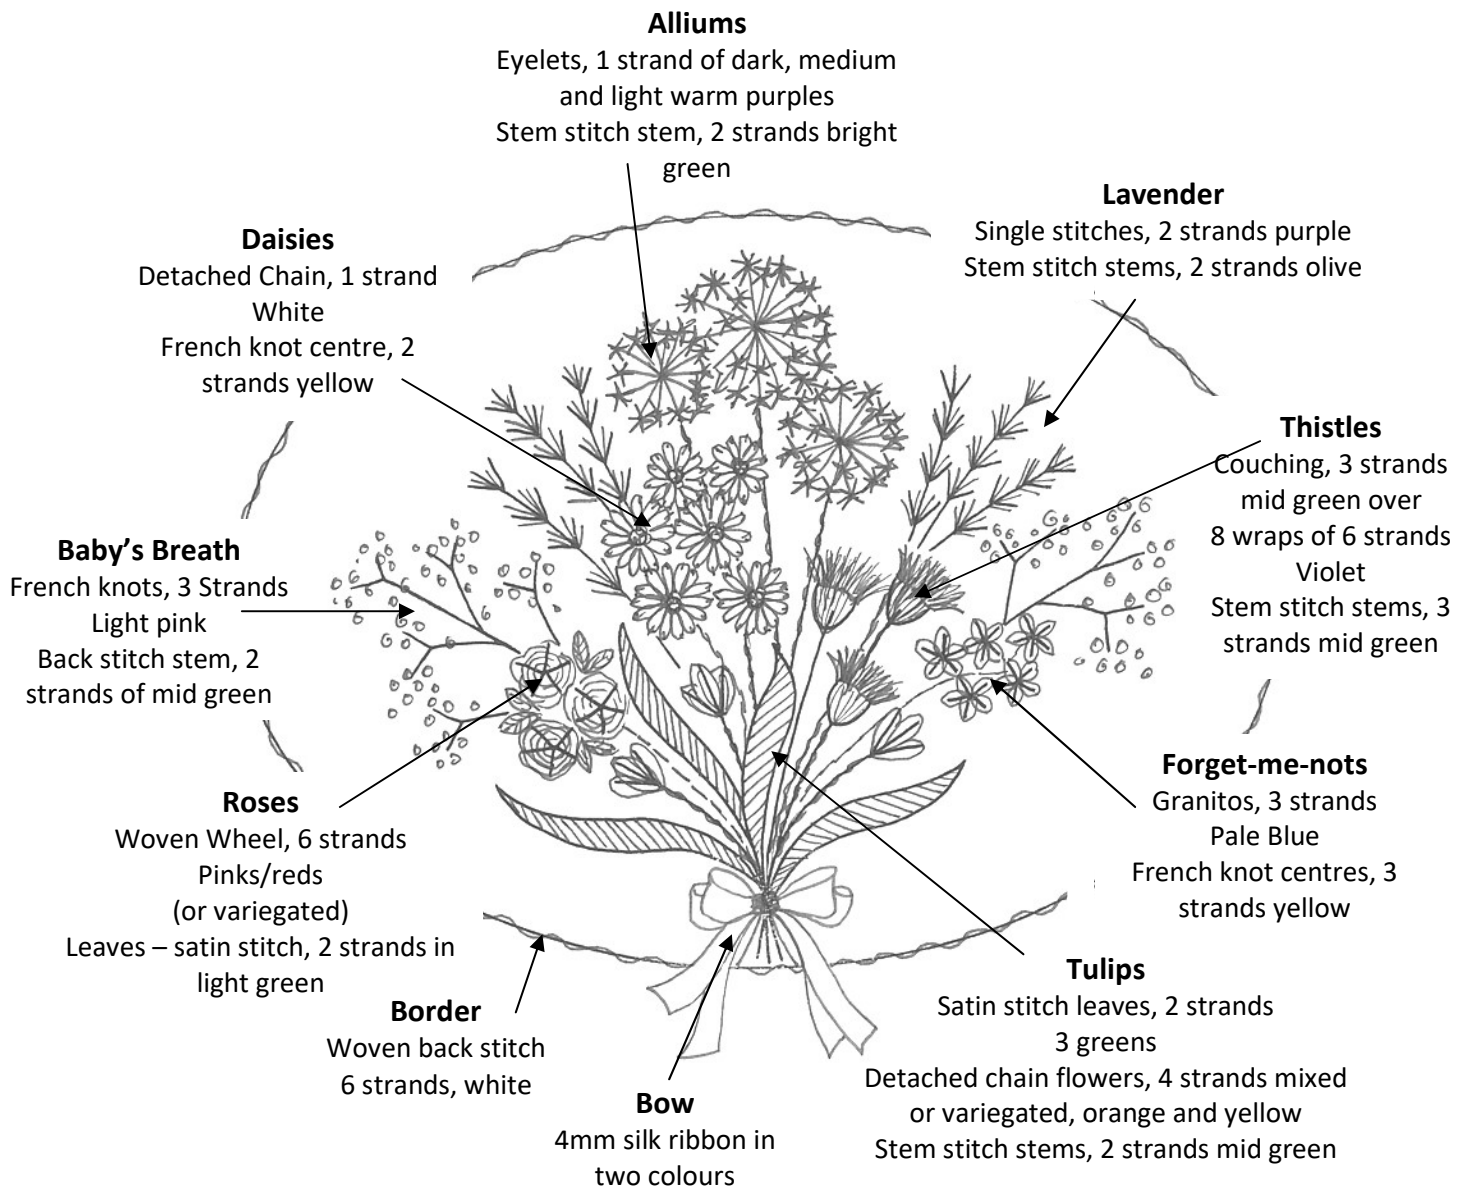 Alliums
Eyelets, 1 strand of dark, medium
and light warm purples
Stem stitch stem, 2 strands bright
green
Lavender
Single stitches, 2 strands purple
Stem stitch stems, 2 strands olive
Daisies
Detached Chain, 1 strand
White
French knot centre, 2
strands yellow
Thistles
Couching, 3 strands
mid green over
8 wraps of 6 strands
Violet
Stem stitch stems, 3
strands mid green
Baby’s Breath
French knots, 3 Strands
Light pink
Back stitch stem, 2
strands of mid green
Forget-me-nots
Granitos, 3 strands
Pale Blue
French knot centres, 3
strands yellow
Roses
Woven Wheel, 6 strands
Pinks/reds
(or variegated)
Leaves – satin stitch, 2 strands in
light green
Tulips
Satin stitch leaves, 2 strands
3 greens
Detached chain flowers, 4 strands mixed
or variegated, orange and yellow
Stem stitch stems, 2 strands mid green
Border
Woven back stitch
6 strands, white
Bow
4mm silk ribbon in
two colours